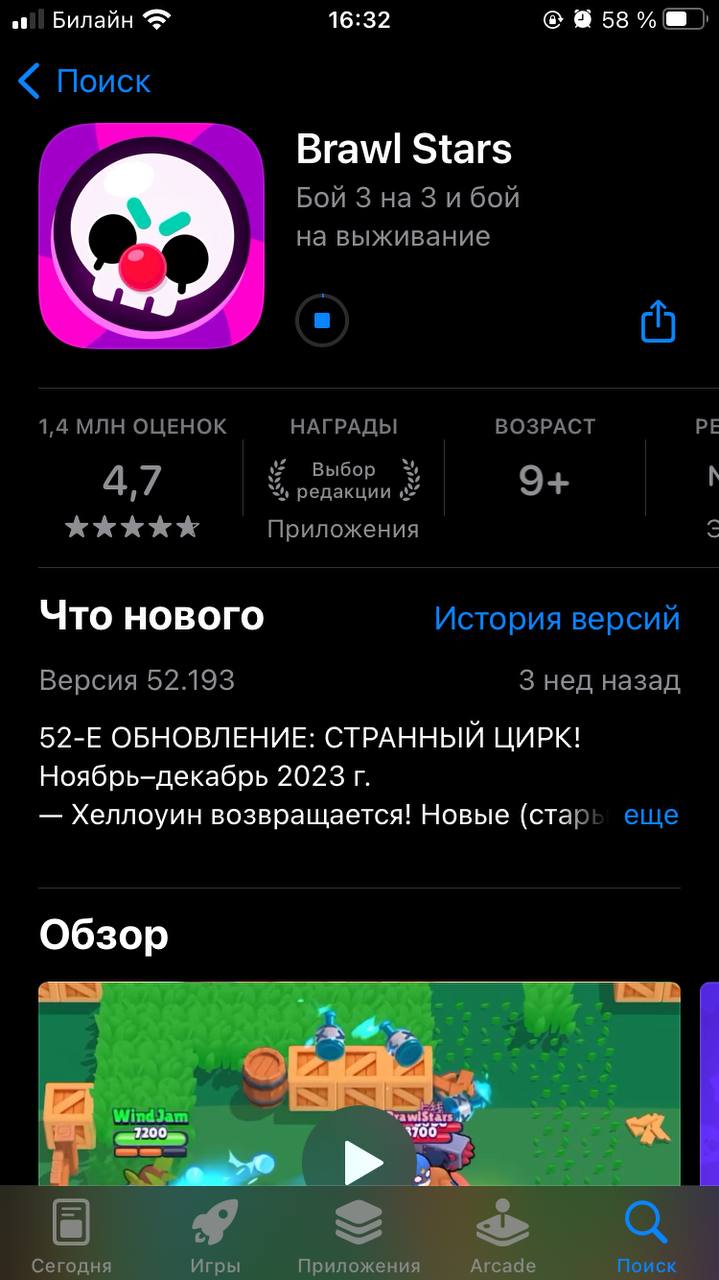 Билайн 16:32 58 %
Поиск
Brawl Stars
Бой 3 на 3 и бой
на выживание
1,4 МЛН ОЦЕНОК НАГРАДЫ ВОЗРАСТ РЕ
4,7 Выбор
редакции 9+
Приложения Э
Что нового История версий
Версия 52.193 3 нед назад
52-Е ОБНОВЛЕНИЕ: СТРАННЫЙ ЦИРК!
Ноябрь–декабрь 2023 г.
— Хеллоуин возвращается! Новые (стары еще
Обзор
WindJam
7200
BrawlStars
3700
Сегодня Игры Приложения Arcade Поиск